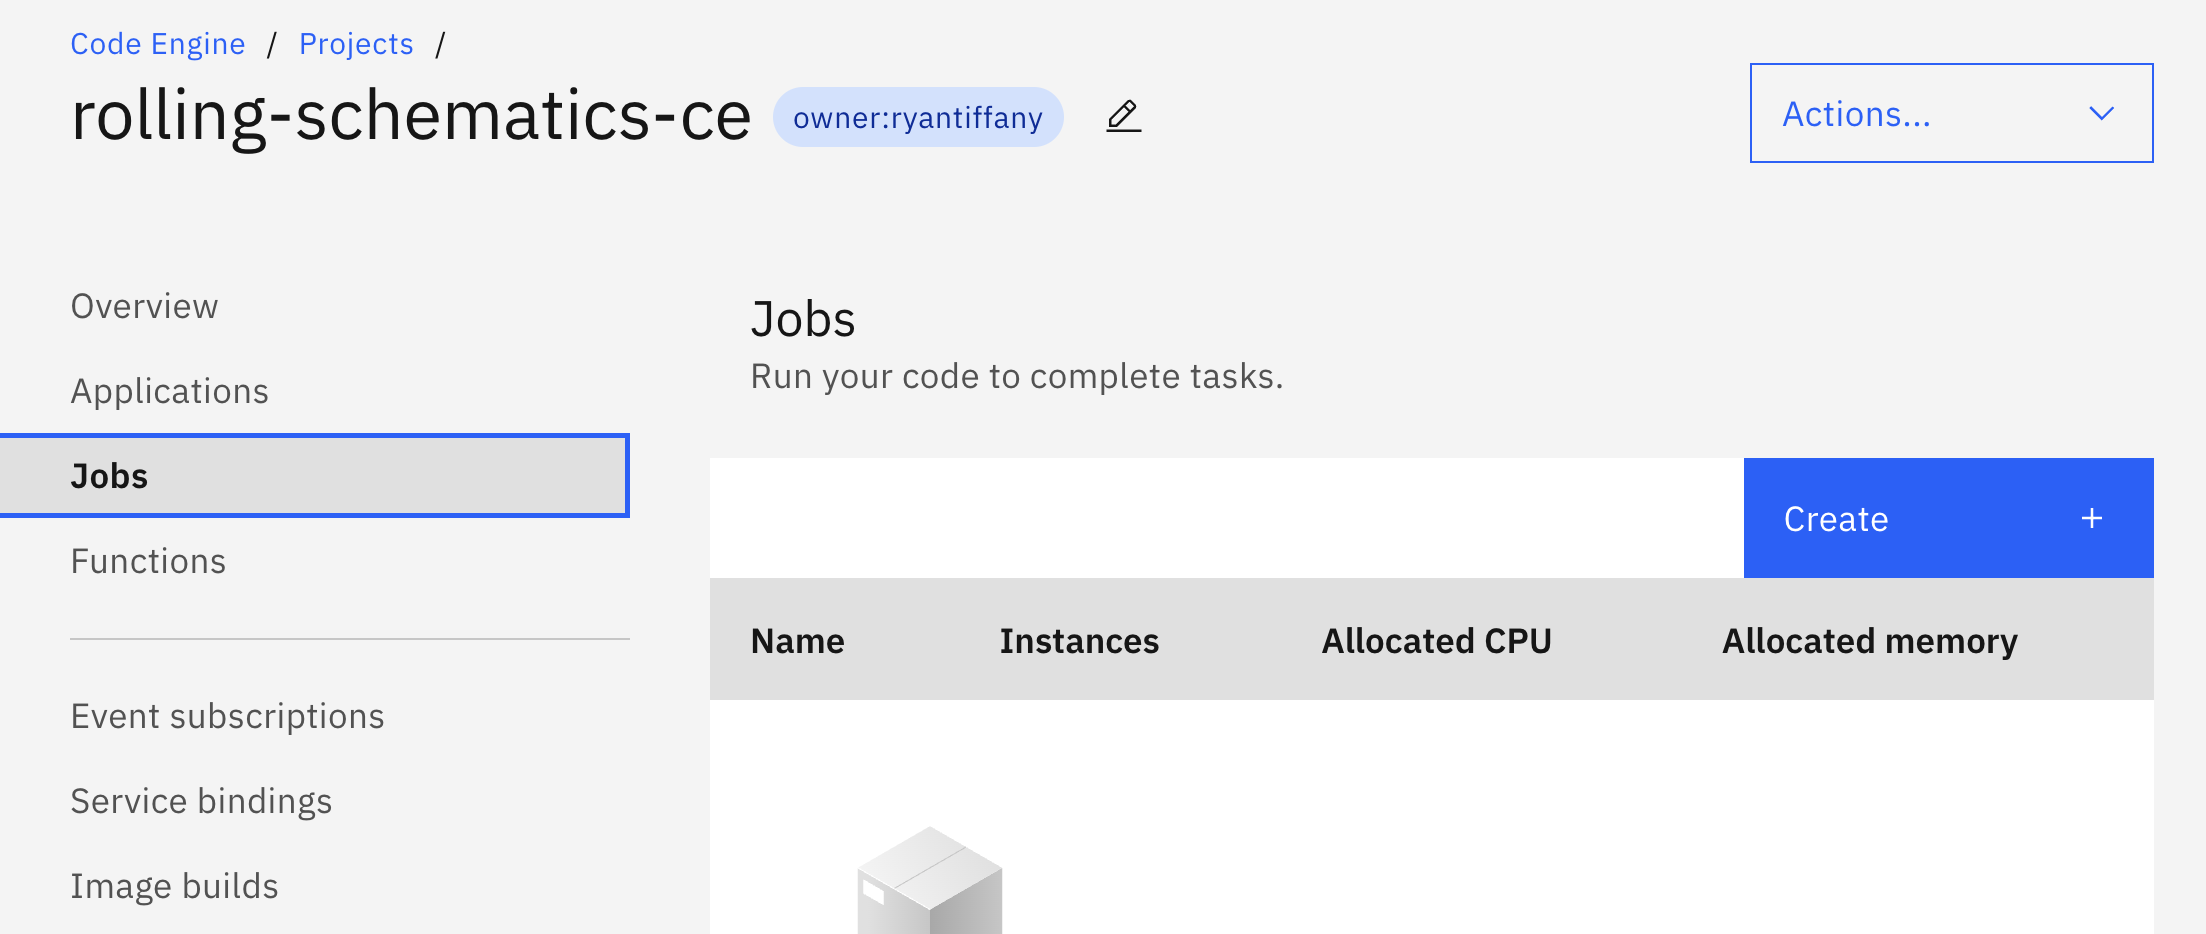 Code Engine / Projects /
rolling-schematics-ce owner:ryantiffany
Actions...
Overview
Applications
Jobs
Functions
Event subscriptions
Service bindings
Image builds
Jobs
Run your code to complete tasks.
Create +
Name Instances Allocated CPU Allocated memory